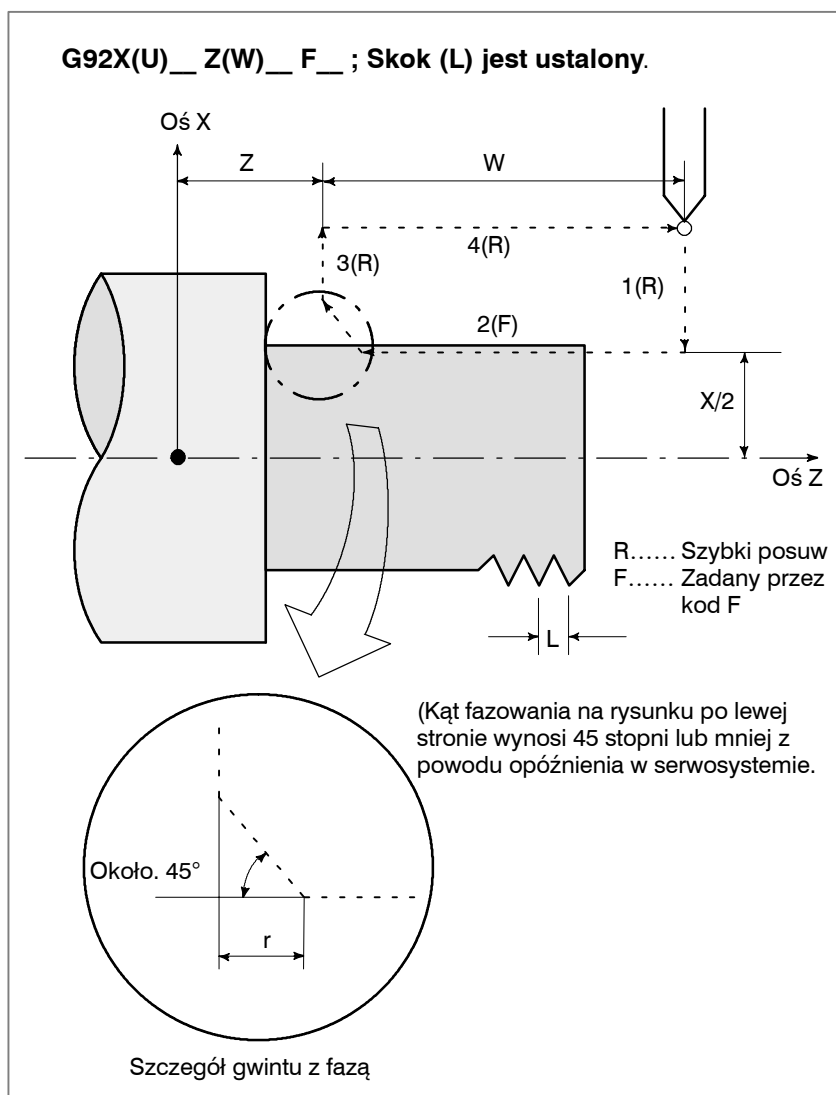 G92X(U)__ Z(W)__ F__ ; Skok (L) jest ustalony.
Oś X
Z
W
4(R)
3(R)
1(R)
2(F)
X/2
Oś Z
R...... Szybki posuw
F...... Zadany przez
kod F
L
(Kąt fazowania na rysunku po lewej
stronie wynosi 45 stopni lub mniej z
powodu opóźnienia w serwosystemie.
Około. 45°
r
Szczegół gwintu z fazą